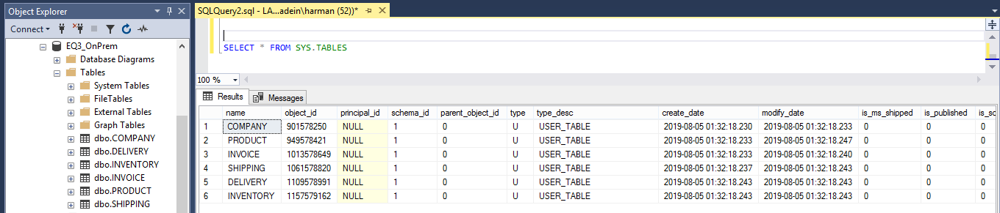 Object Explorer
Connect
EQ3_OnPrem
Database Diagrams
Tables
System Tables
FileTables
External Tables
Graph Tables
dbo.COMPANY
dbo.DELIVERY
dbo.INVENTORY
dbo.INVOICE
dbo.PRODUCT
dbo.SHIPPING
SQLQuery2.sql - LA...adein\harman (52))*
SELECT * FROM SYS.TABLES
100 %
Results Messages
name object_id principal_id schema_id parent_object_id type type_desc create_date modify_date is_ms_shipped is_published is_sc
1 COMPANY 901578250 NULL 1 0 U USER_TABLE 2019-08-05 01:32:18.230 2019-08-05 01:32:18.233 0 0 0
2 PRODUCT 949578421 NULL 1 0 U USER_TABLE 2019-08-05 01:32:18.233 2019-08-05 01:32:18.247 0 0 0
3 INVOICE 1013578649 NULL 1 0 U USER_TABLE 2019-08-05 01:32:18.233 2019-08-05 01:32:18.240 0 0 0
4 SHIPPING 1061578820 NULL 1 0 U USER_TABLE 2019-08-05 01:32:18.237 2019-08-05 01:32:18.243 0 0 0
5 DELIVERY 1109578991 NULL 1 0 U USER_TABLE 2019-08-05 01:32:18.243 2019-08-05 01:32:18.243 0 0 0
6 INVENTORY 1157579162 NULL 1 0 U USER_TABLE 2019-08-05 01:32:18.243 2019-08-05 01:32:18.243 0 0 0